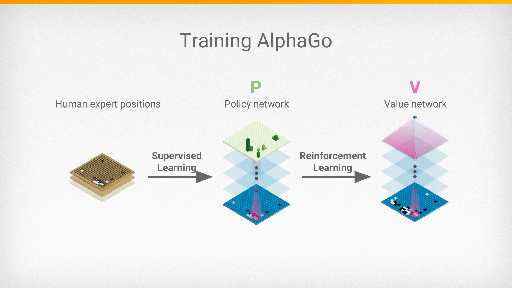 Training AlphaGo
P
V
Human expert positions
Policy network
Value network
Supervised
Learning
Reinforcement
Learning